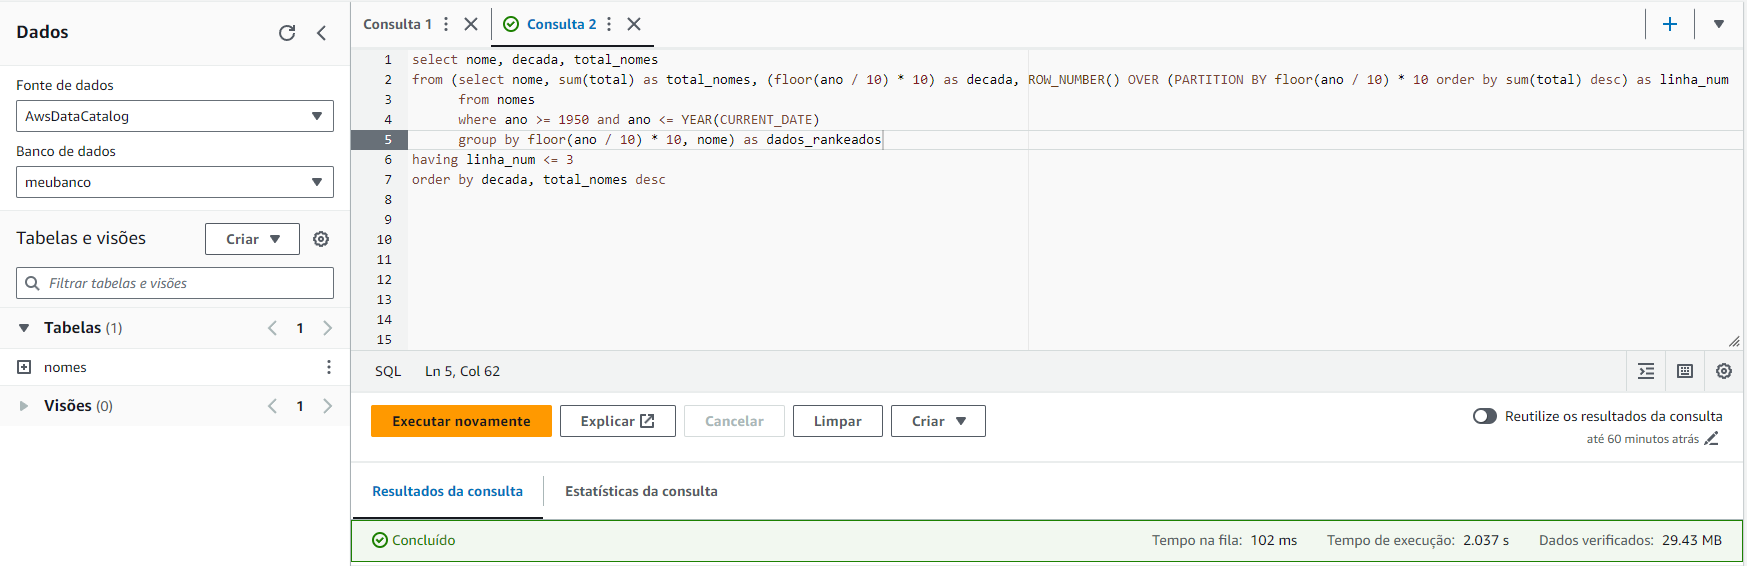 Dados
Fonte de dados
AwsDataCatalog
Banco de dados
meubanco
Tabelas e visões
Criar
Filtrar tabelas e visões
Tabelas (1)
1
nomes
Visões (0)
1
Consulta 1
Consulta 2
1 select nome, decada, total_nomes
2 from (select nome, sum(total) as total_nomes, (floor(ano / 10) * 10) as decada, ROW_NUMBER() OVER (PARTITION BY floor(ano / 10) * 10 order by sum(total) desc) as linha_num
3 from nomes
4 where ano >= 1950 and ano <= YEAR(CURRENT_DATE)
5 group by floor(ano / 10) * 10, nome) as dados_rankeados
6 having linha_num <= 3
7 order by decada, total_nomes desc
8
9
10
11
12
13
14
15
SQL Ln 5, Col 62
Executar novamente
Explicar
Cancelar
Limpar
Criar
Reutilize os resultados da consulta
até 60 minutos atrás
Resultados da consulta
Estatísticas da consulta
Concluído
Tempo na fila: 102 ms
Tempo de execução: 2.037 s
Dados verificados: 29.43 MB